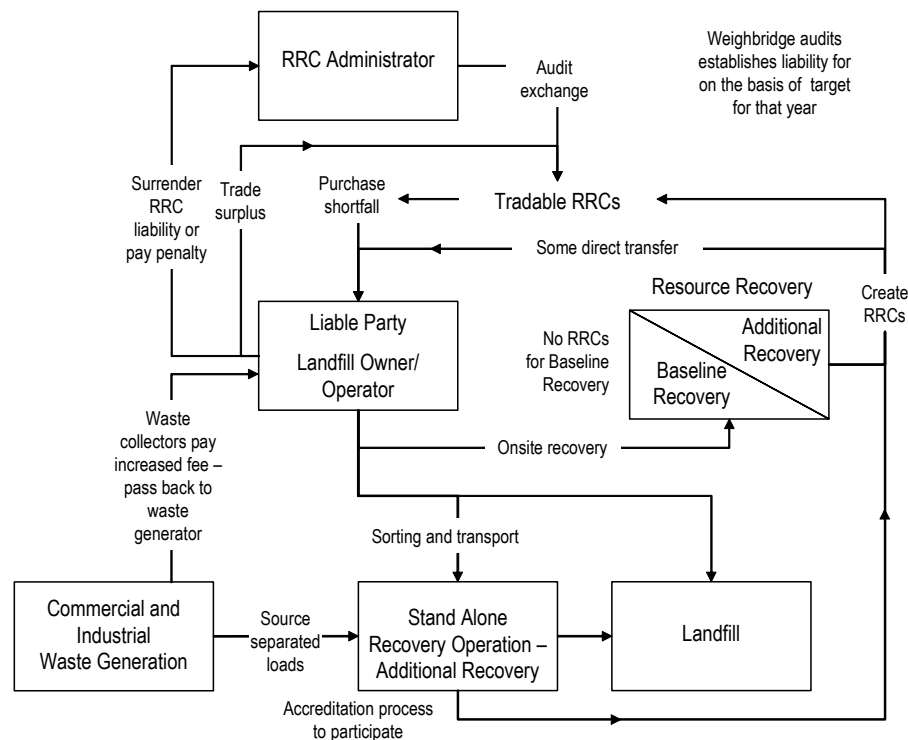 RRC Administrator
Audit
exchange
Weighbridge audits
establishes liability for
on the basis of target
for that year
Surrender
RRC
liability or
pay penalty
Trade
surplus
Purchase
shortfall
Tradable RRCs
Some direct transfer
Resource Recovery
Create
RRCs
Liable Party
Landfill Owner/
Operator
No RRCs
for Baseline
Recovery
Additional
Recovery
Baseline
Recovery
Waste
collectors pay
increased fee –
pass back to
waste
generator
Onsite recovery
Sorting and transport
Commercial and
Industrial
Waste Generation
Source
separated
loads
Stand Alone
Recovery Operation –
Additional Recovery
Landfill
Accreditation process
to participate